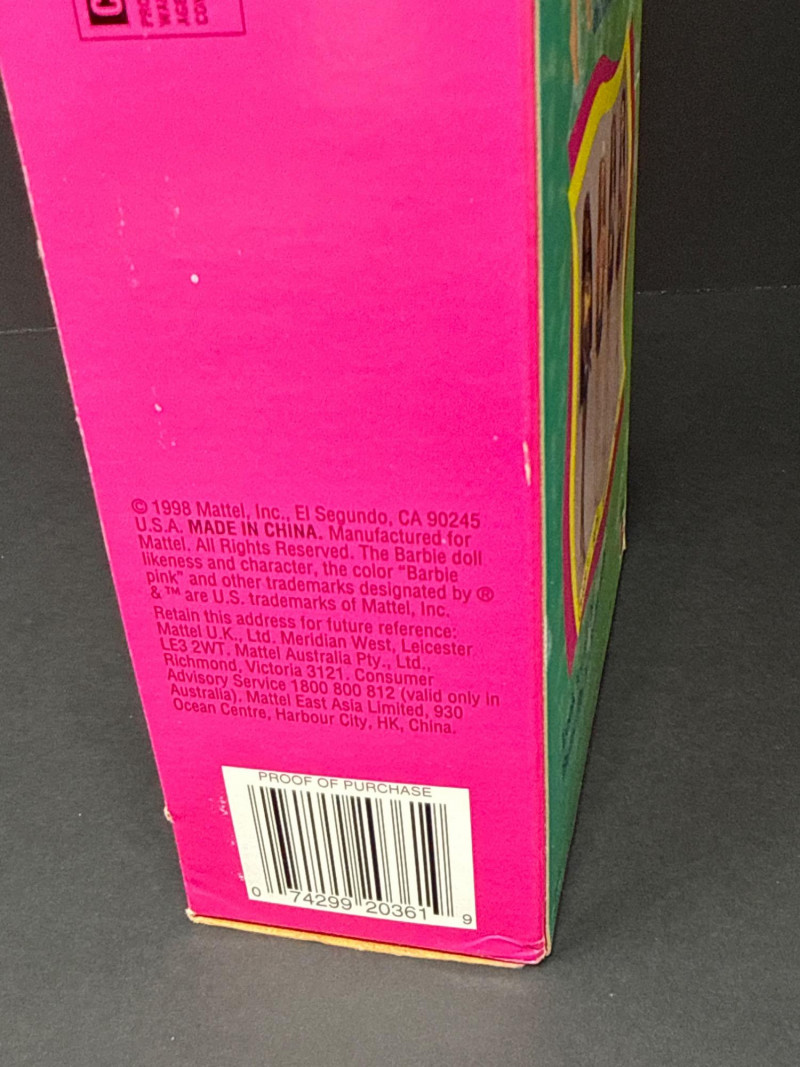 C
PRO
WAR
AGE
CON
© 1998 Mattel, Inc., El Segundo, CA 90245
U.S.A. MADE IN CHINA. Manufactured for
Mattel. All Rights Reserved. The Barbie doll
likeness and character, the color "Barbie
pink" and other trademarks designated by ®
& ™ are U.S. trademarks of Mattel, Inc.
Retain this address for future reference:
Mattel U.K., Ltd. Meridian West, Leicester
LE3 2WT. Mattel Australia Pty., Ltd.,
Richmond, Victoria 3121. Consumer
Advisory Service 1800 800 812 (valid only in
Australia). Mattel East Asia Limited, 930
Ocean Centre, Harbour City, HK, China.
PROOF OF PURCHASE
0 74299 20361 9